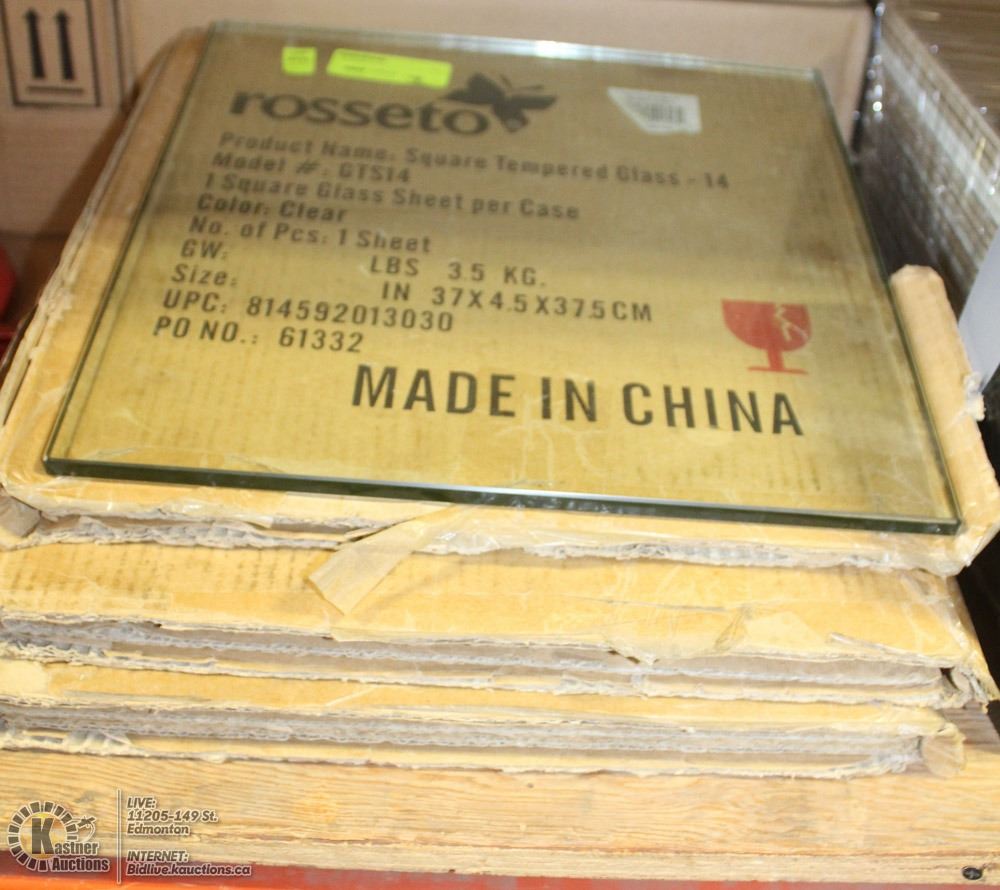 rosseto
Product Name: Square Tempered Glass - 14
Model #: GTS14
1 Square Glass Sheet per Case
Color: Clear
No. of Pcs: 1 Sheet
GW: LBS 3.5 KG.
Size: IN 37X4.5X37.5CM
UPC: 814592013030
PO NO.: 61332
MADE IN CHINA
Kastner
Auctions
LIVE:
11205-149 St.
Edmonton
INTERNET:
Bidlive.kauctions.ca